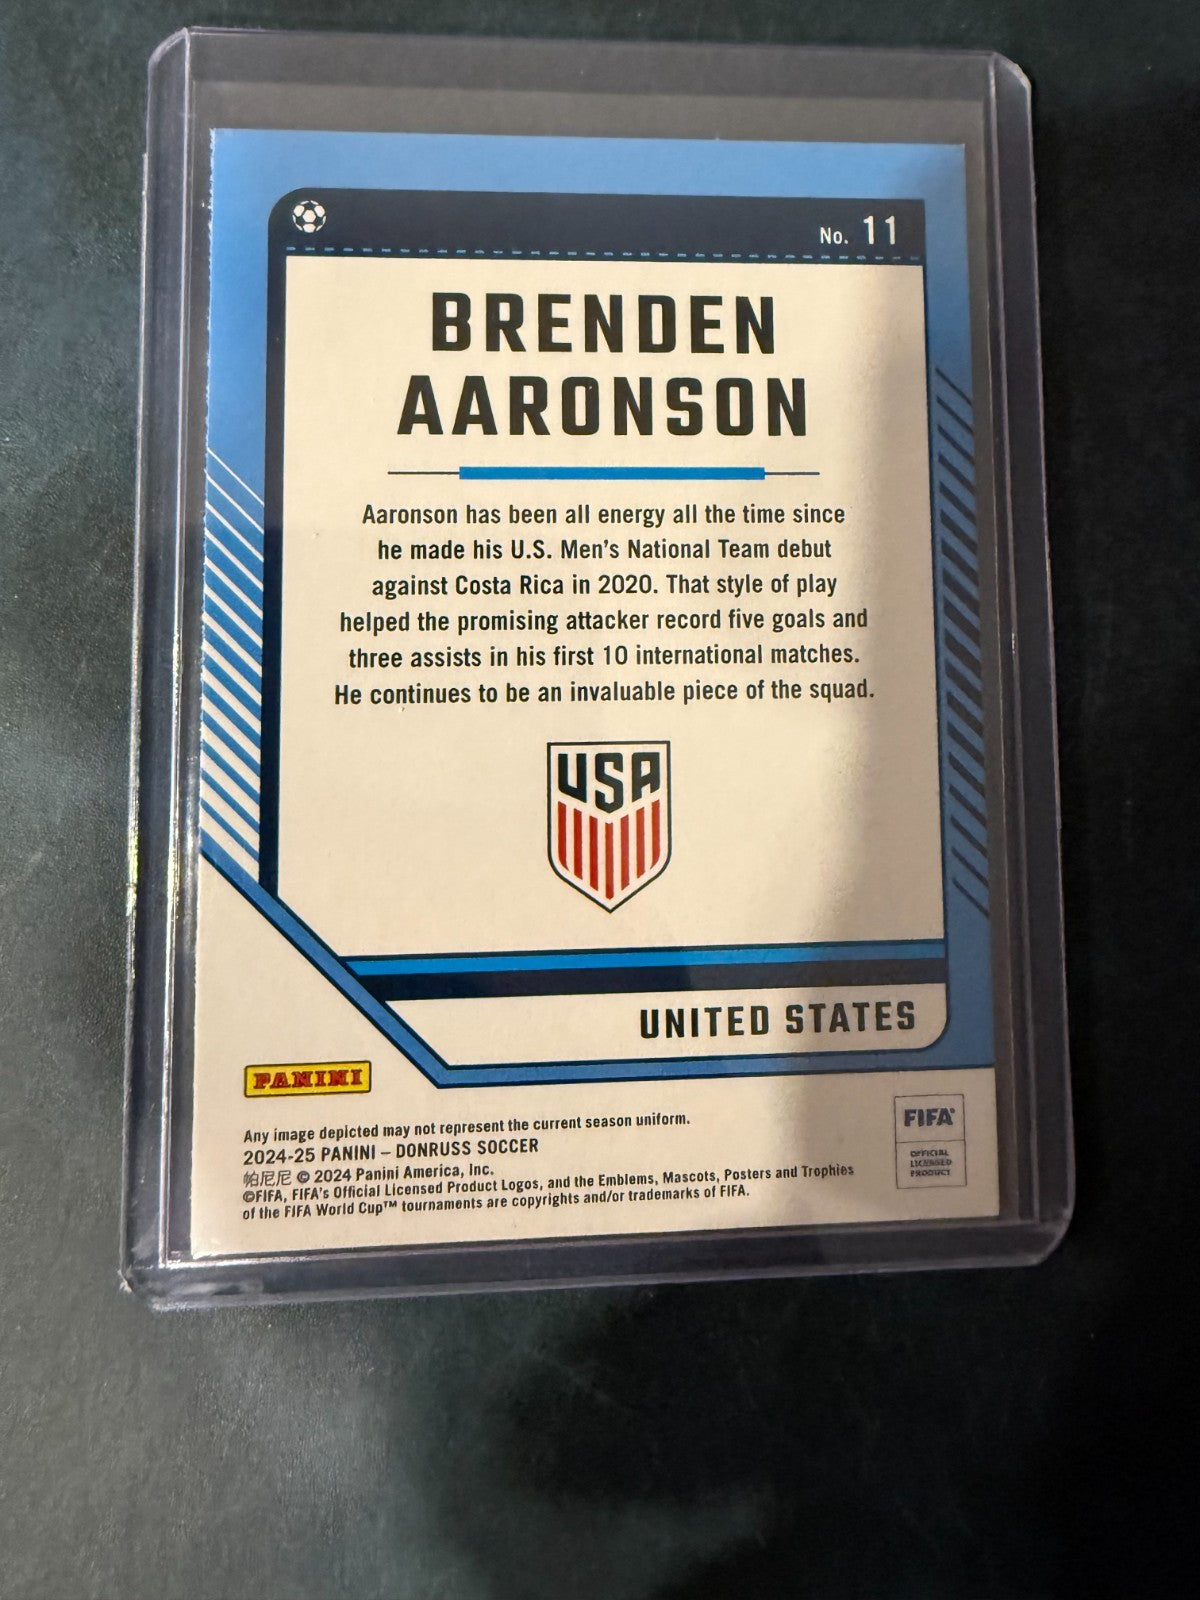 No. 11
BRENDEN
AARONSON
Aaronson has been all energy all the time since
he made his U.S. Men's National Team debut
against Costa Rica in 2020. That style of play
helped the promising attacker record five goals and
three assists in his first 10 international matches.
He continues to be an invaluable piece of the squad.
USA
UNITED STATES
PANINI
Any image depicted may not represent the current season uniform.
2024-25 PANINI – DONRUSS SOCCER
帕尼尼 © 2024 Panini America, Inc.
©FIFA, FIFA's Official Licensed Product Logos, and the Emblems, Mascots, Posters and Trophies
of the FIFA World Cup™ tournaments are copyrights and/or trademarks of FIFA.
FIFA®
OFFICIAL
LICENSED
PRODUCT